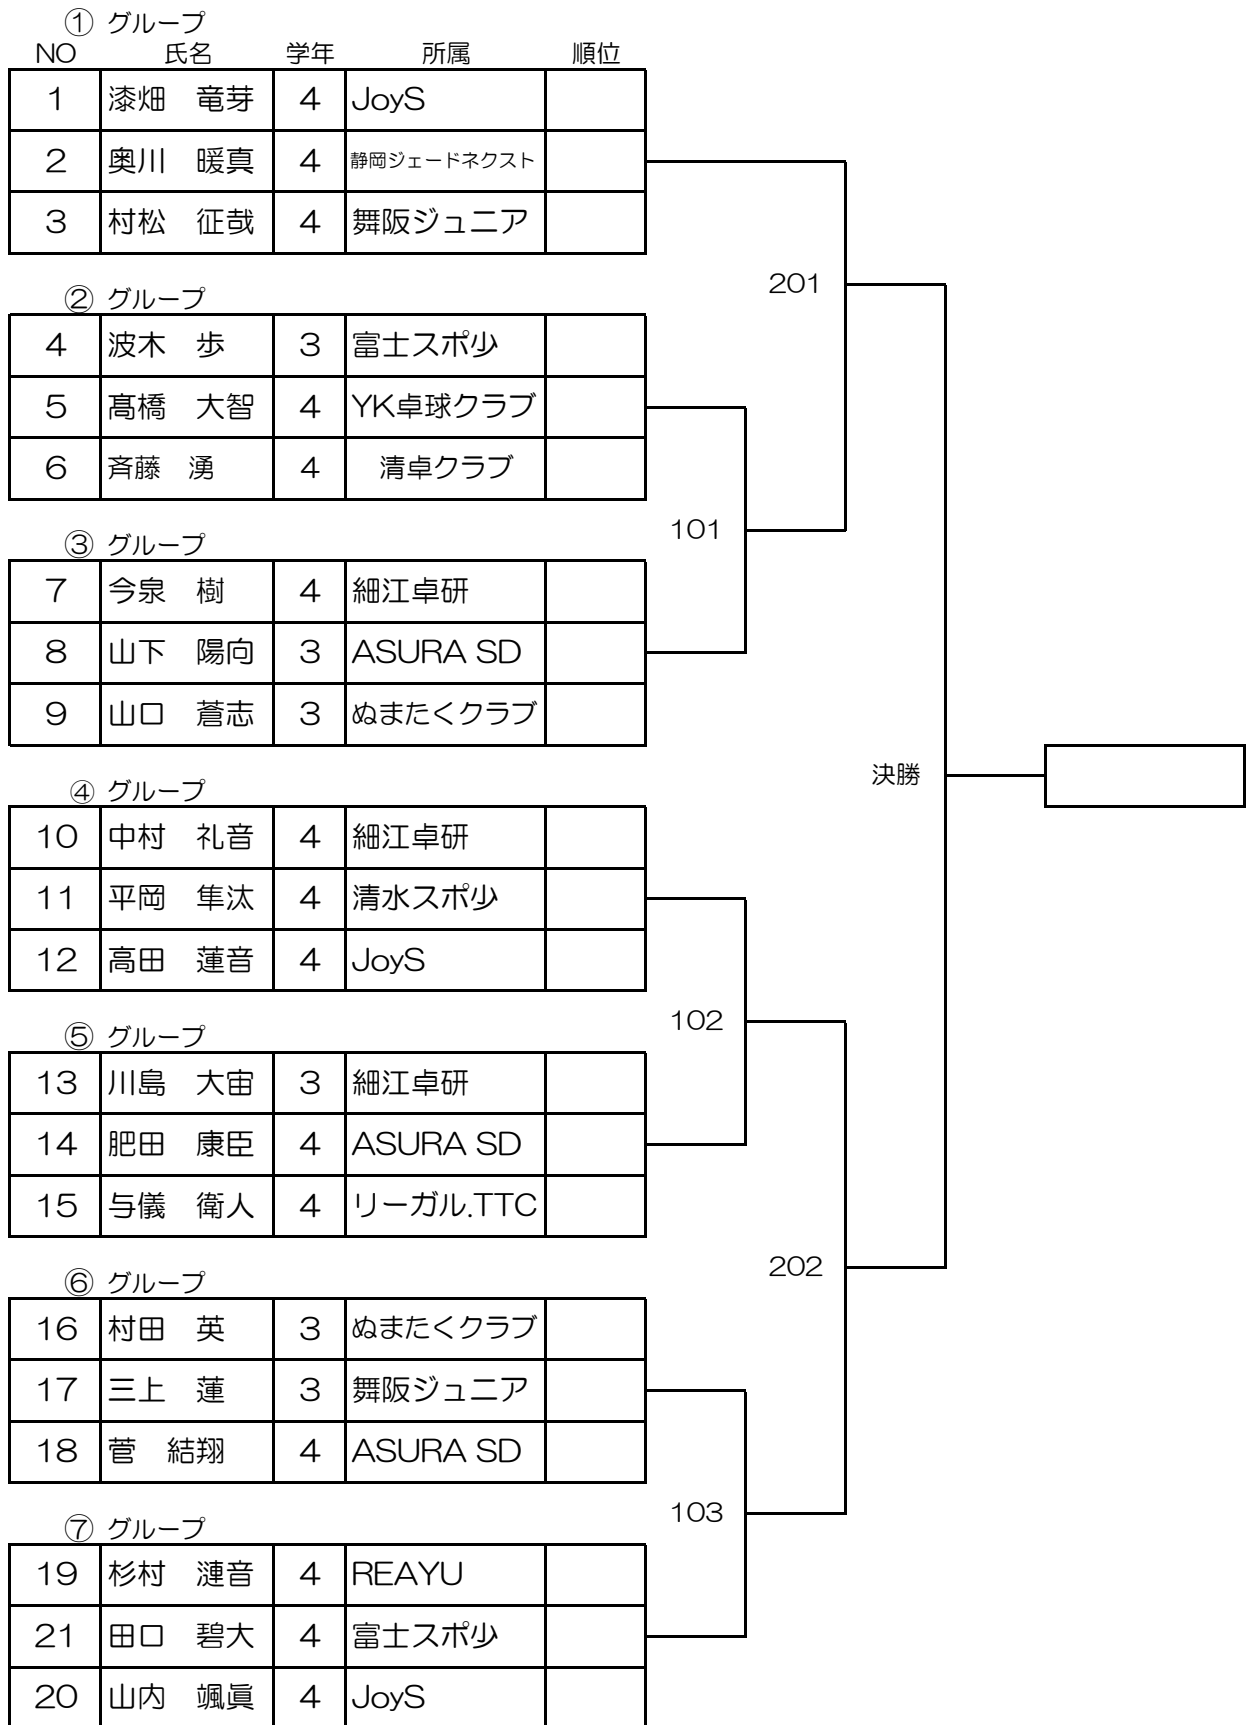 ① グループ
NO 氏名 学年 所属 順位
1 漆畑 竜芽 4 JoyS
2 奥川 暖真 4 静岡ジェードネクスト
3 村松 征哉 4 舞阪ジュニア
201
② グループ
4 波木 歩 3 富士スポ少
5 髙橋 大智 4 YK卓球クラブ
6 斉藤 湧 4 清卓クラブ
101
③ グループ
7 今泉 樹 4 細江卓研
8 山下 陽向 3 ASURA SD
9 山口 蒼志 3 ぬまたくクラブ
決勝
④ グループ
10 中村 礼音 4 細江卓研
11 平岡 隼汰 4 清水スポ少
12 高田 蓮音 4 JoyS
102
⑤ グループ
13 川島 大宙 3 細江卓研
14 肥田 康臣 4 ASURA SD
15 与儀 衛人 4 リーガル.TTC
202
⑥ グループ
16 村田 英 3 ぬまたくクラブ
17 三上 蓮 3 舞阪ジュニア
18 菅 結翔 4 ASURA SD
103
⑦ グループ
19 杉村 漣音 4 REAYU
21 田口 碧大 4 富士スポ少
20 山内 颯眞 4 JoyS